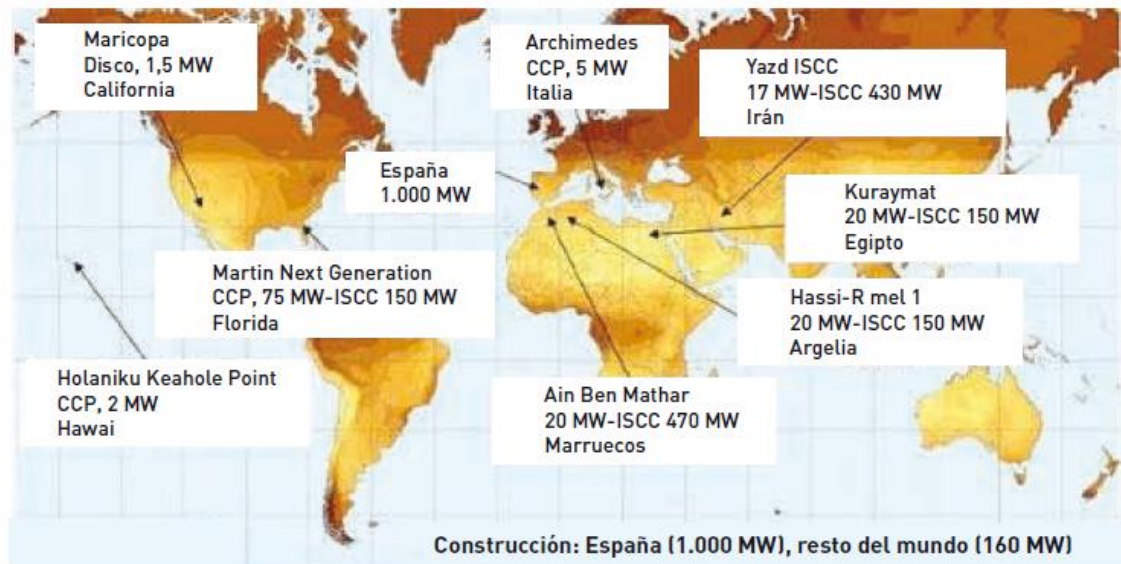 Maricopa
Disco, 1,5 MW
California
Archimedes
CCP, 5 MW
Italia
Yazd ISCC
17 MW-ISCC 430 MW
Irán
España
1.000 MW
Kuraymat
20 MW-ISCC 150 MW
Egipto
Martin Next Generation
CCP, 75 MW-ISCC 150 MW
Florida
Hassi-R mel 1
20 MW-ISCC 150 MW
Argelia
Holaniku Keahole Point
CCP, 2 MW
Hawai
Ain Ben Mathar
20 MW-ISCC 470 MW
Marruecos
Construcción: España (1.000 MW), resto del mundo (160 MW)